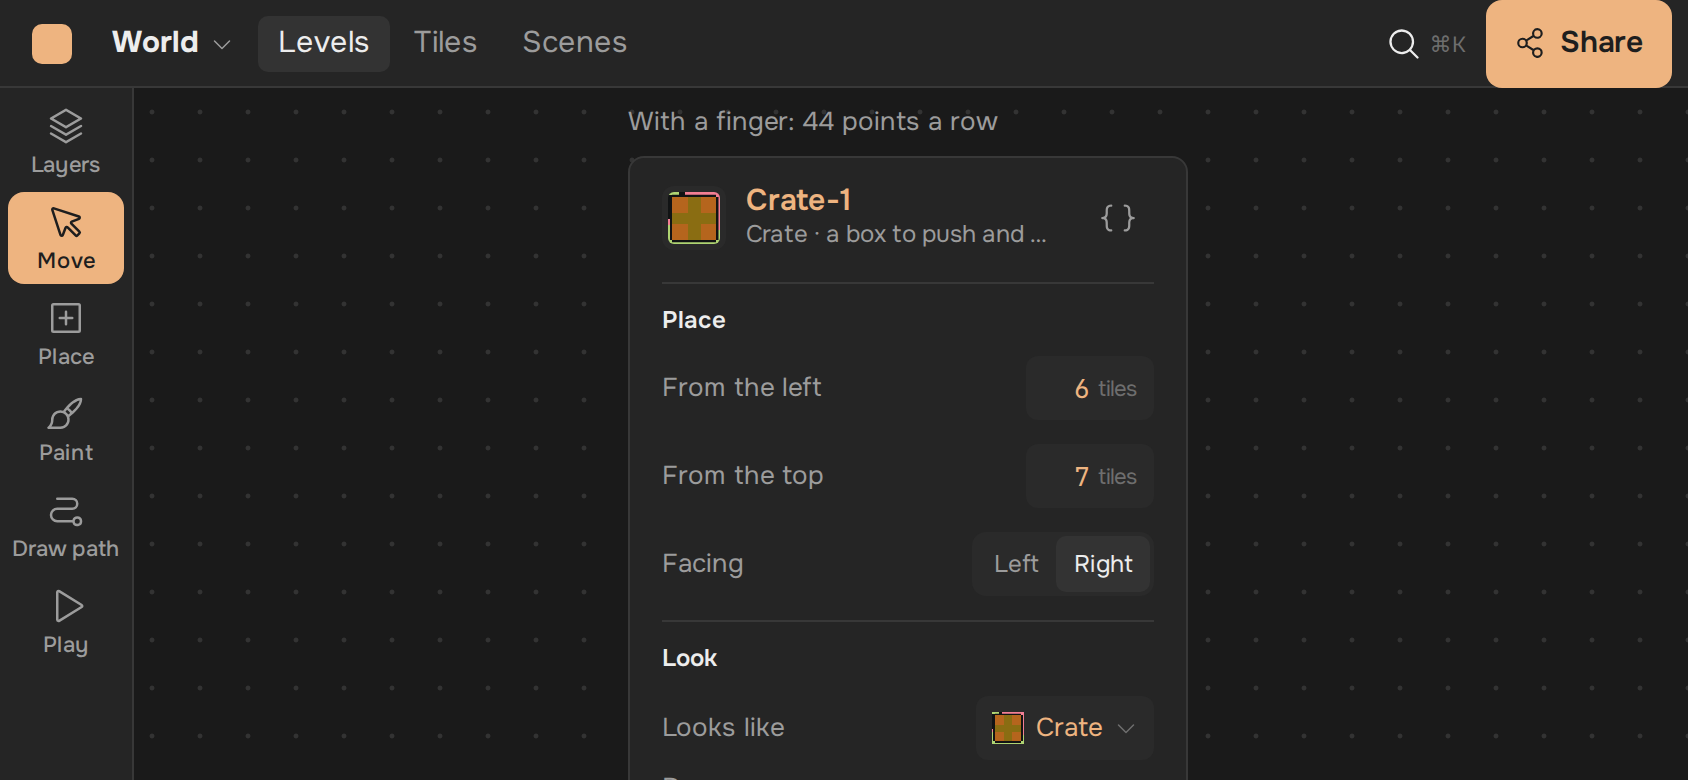 World
Levels
Tiles
Scenes
⌘K
Share
Layers
Move
Place
Paint
Draw path
Play
With a finger: 44 points a row
Crate-1
Crate · a box to push and ...
{ }
Place
From the left
6 tiles
From the top
7 tiles
Facing
Left
Right
Look
Looks like
Crate